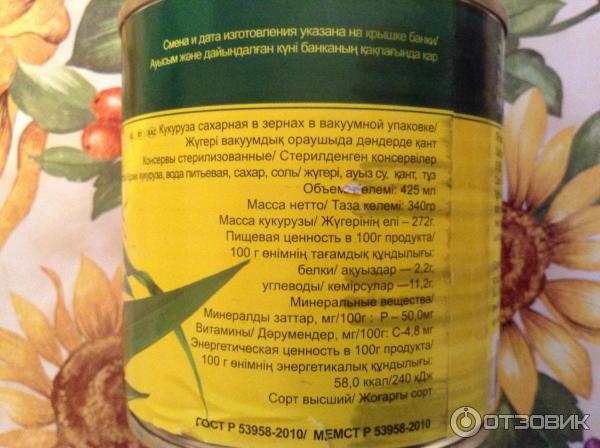 Смена и дата изготовления указана на крышке банки/
Ауысым және дайындалған күні банканың қақпағында қар
KAZ Кукуруза сахарная в зернах в вакуумной упаковке/
Жүгері вакуумдық ораушыда дәндерде қант
Консервы стерилизованные/ Стерилденген консервілер
кукуруза, вода питьевая, сахар, соль/ жүгері, ауыз су, қант, тұз
Объем/ көлемі: 425 мл
Масса нетто/ Таза көлемі: 340гр
Масса кукурузы/ Жүгерінің елі – 272г.
Пищевая ценность в 100г продукта/
100 г өнімнің тағамдық құндылығы:
белки/ ақуыздар — 2,2г,
углеводы/ көмірсулар —11,2г.
Минеральные вещества/
Минералды заттар, мг/100г : Р – 50,0мг
Витамины/ Дәрумендер, мг/100г: С-4,8 мг
Энергетическая ценность в 100г продукта/
100 г өнімнің энергетикалық құндылығы:
58,0 ккал/240 кДж
Сорт высший/ Жоғарғы сорт
ГОСТ Р 53958-2010/ МЕМСТ Р 53958-2010
ОТЗОВИК